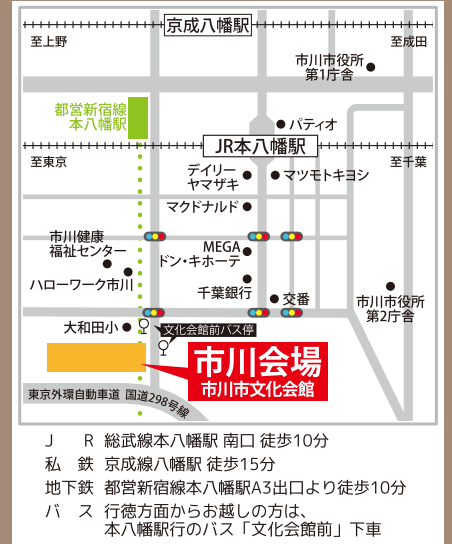 京成八幡駅
至上野
至成田
市川市役所
第1庁舎
都営新宿線
本八幡駅
パティオ
JR本八幡駅
至東京
至千葉
デイリー
ヤマザキ
マツモトキヨシ
マクドナルド
市川健康
福祉センター
MEGA
ドン・キホーテ
ハローワーク市川
千葉銀行
交番
市川市役所
第2庁舎
大和田小
文化会館前バス停
市川会場
市川市文化会館
東京外環自動車道 国道298号線
J R 総武線本八幡駅 南口 徒歩10分
私 鉄 京成線八幡駅 徒歩15分
地下鉄 都営新宿線本八幡駅A3出口より徒歩10分
バ ス 行徳方面からお越しの方は、
本八幡駅行のバス「文化会館前」下車